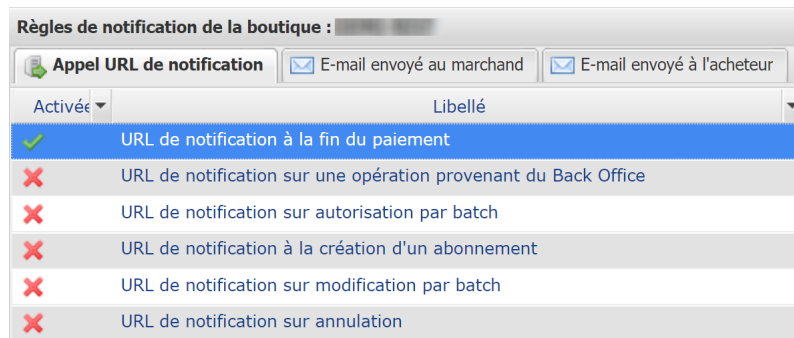 Règles de notification de la boutique :
Appel URL de notification E-mail envoyé au marchand E-mail envoyé à l'acheteur
Activée Libellé
URL de notification à la fin du paiement
URL de notification sur une opération provenant du Back Office
URL de notification sur autorisation par batch
URL de notification à la création d'un abonnement
URL de notification sur modification par batch
URL de notification sur annulation